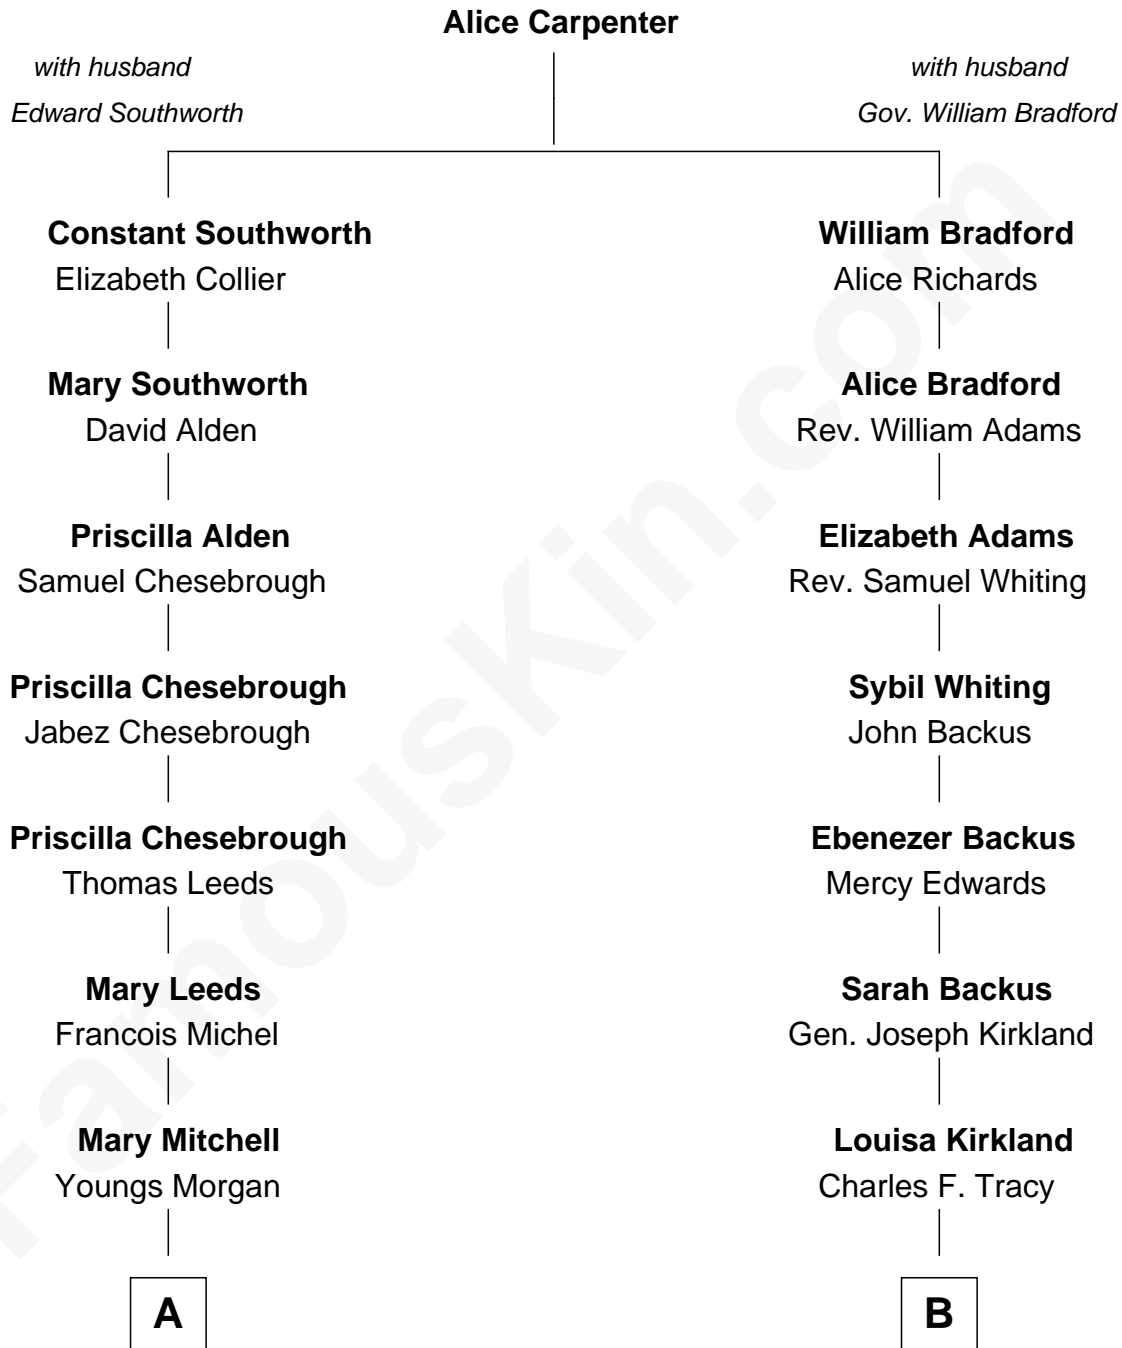 Alice Carpenter
with husband
Edward Southworth
with husband
Gov. William Bradford
Constant Southworth
Elizabeth Collier
William Bradford
Alice Richards
Mary Southworth
David Alden
Alice Bradford
Rev. William Adams
Priscilla Alden
Samuel Chesebrough
Elizabeth Adams
Rev. Samuel Whiting
Priscilla Chesebrough
Jabez Chesebrough
Sybil Whiting
John Backus
Priscilla Chesebrough
Thomas Leeds
Ebenezer Backus
Mercy Edwards
Mary Leeds
Francois Michel
Sarah Backus
Gen. Joseph Kirkland
Mary Mitchell
Youngs Morgan
Louisa Kirkland
Charles F. Tracy
A
B
FamousKin.com